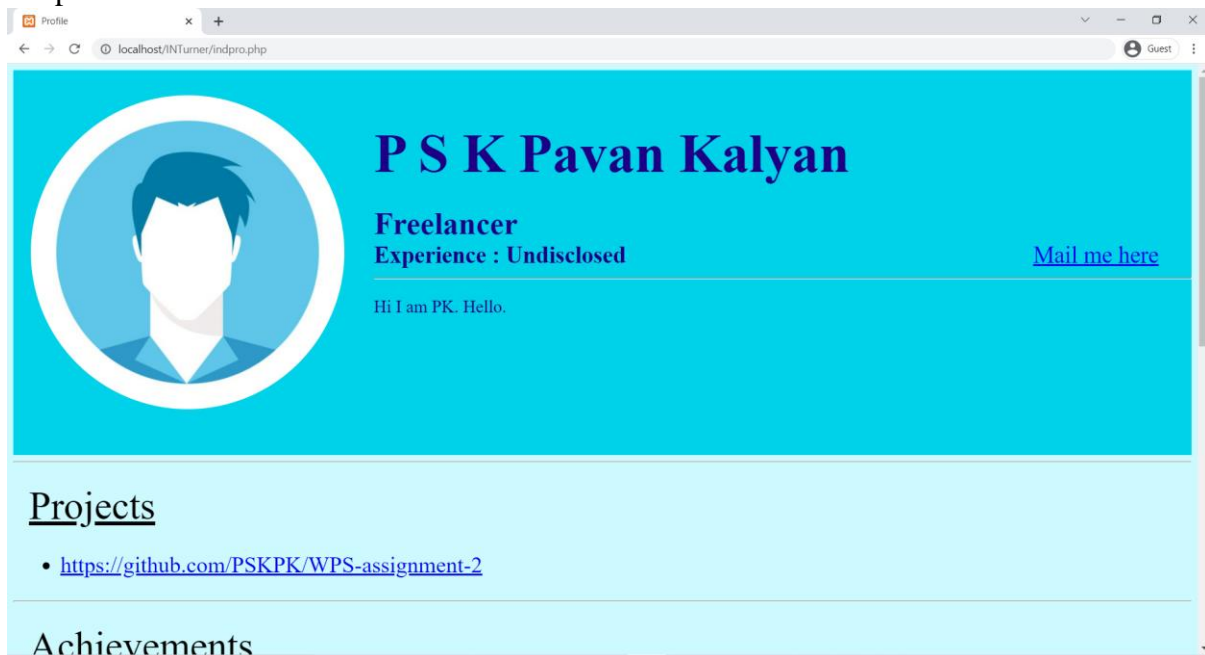 Profile
localhost/INTurner/indpro.php
Guest
P S K Pavan Kalyan
Freelancer
Experience : Undisclosed
Mail me here
Hi I am PK. Hello.
Projects
• https://github.com/PSKPK/WPS-assignment-2
Achievements